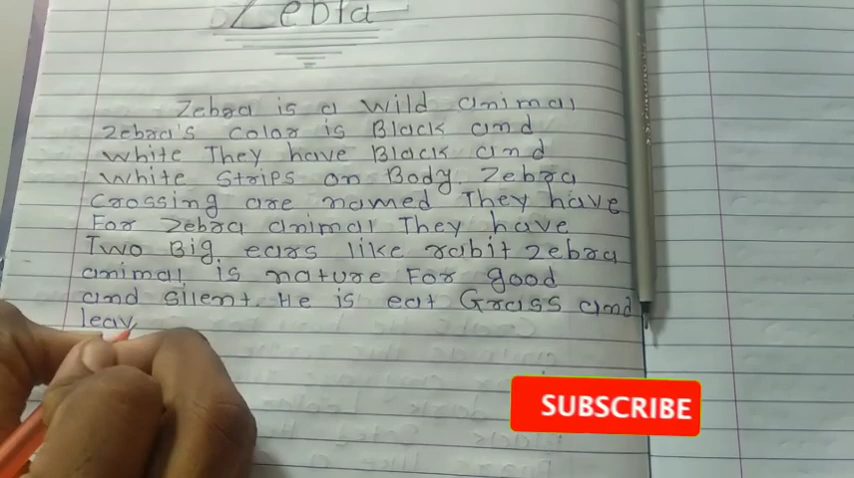 Zebra
Zebra is a wild animal
Zebra's color is Black and
white They have Black and
white Strips on Body. Zebra
Crossing are named They have
For Zebra animal They have
Two Big ears like rabit zebra
animal is nature For good
and silent. He is eat Grass and
leav
SUBSCRIBE